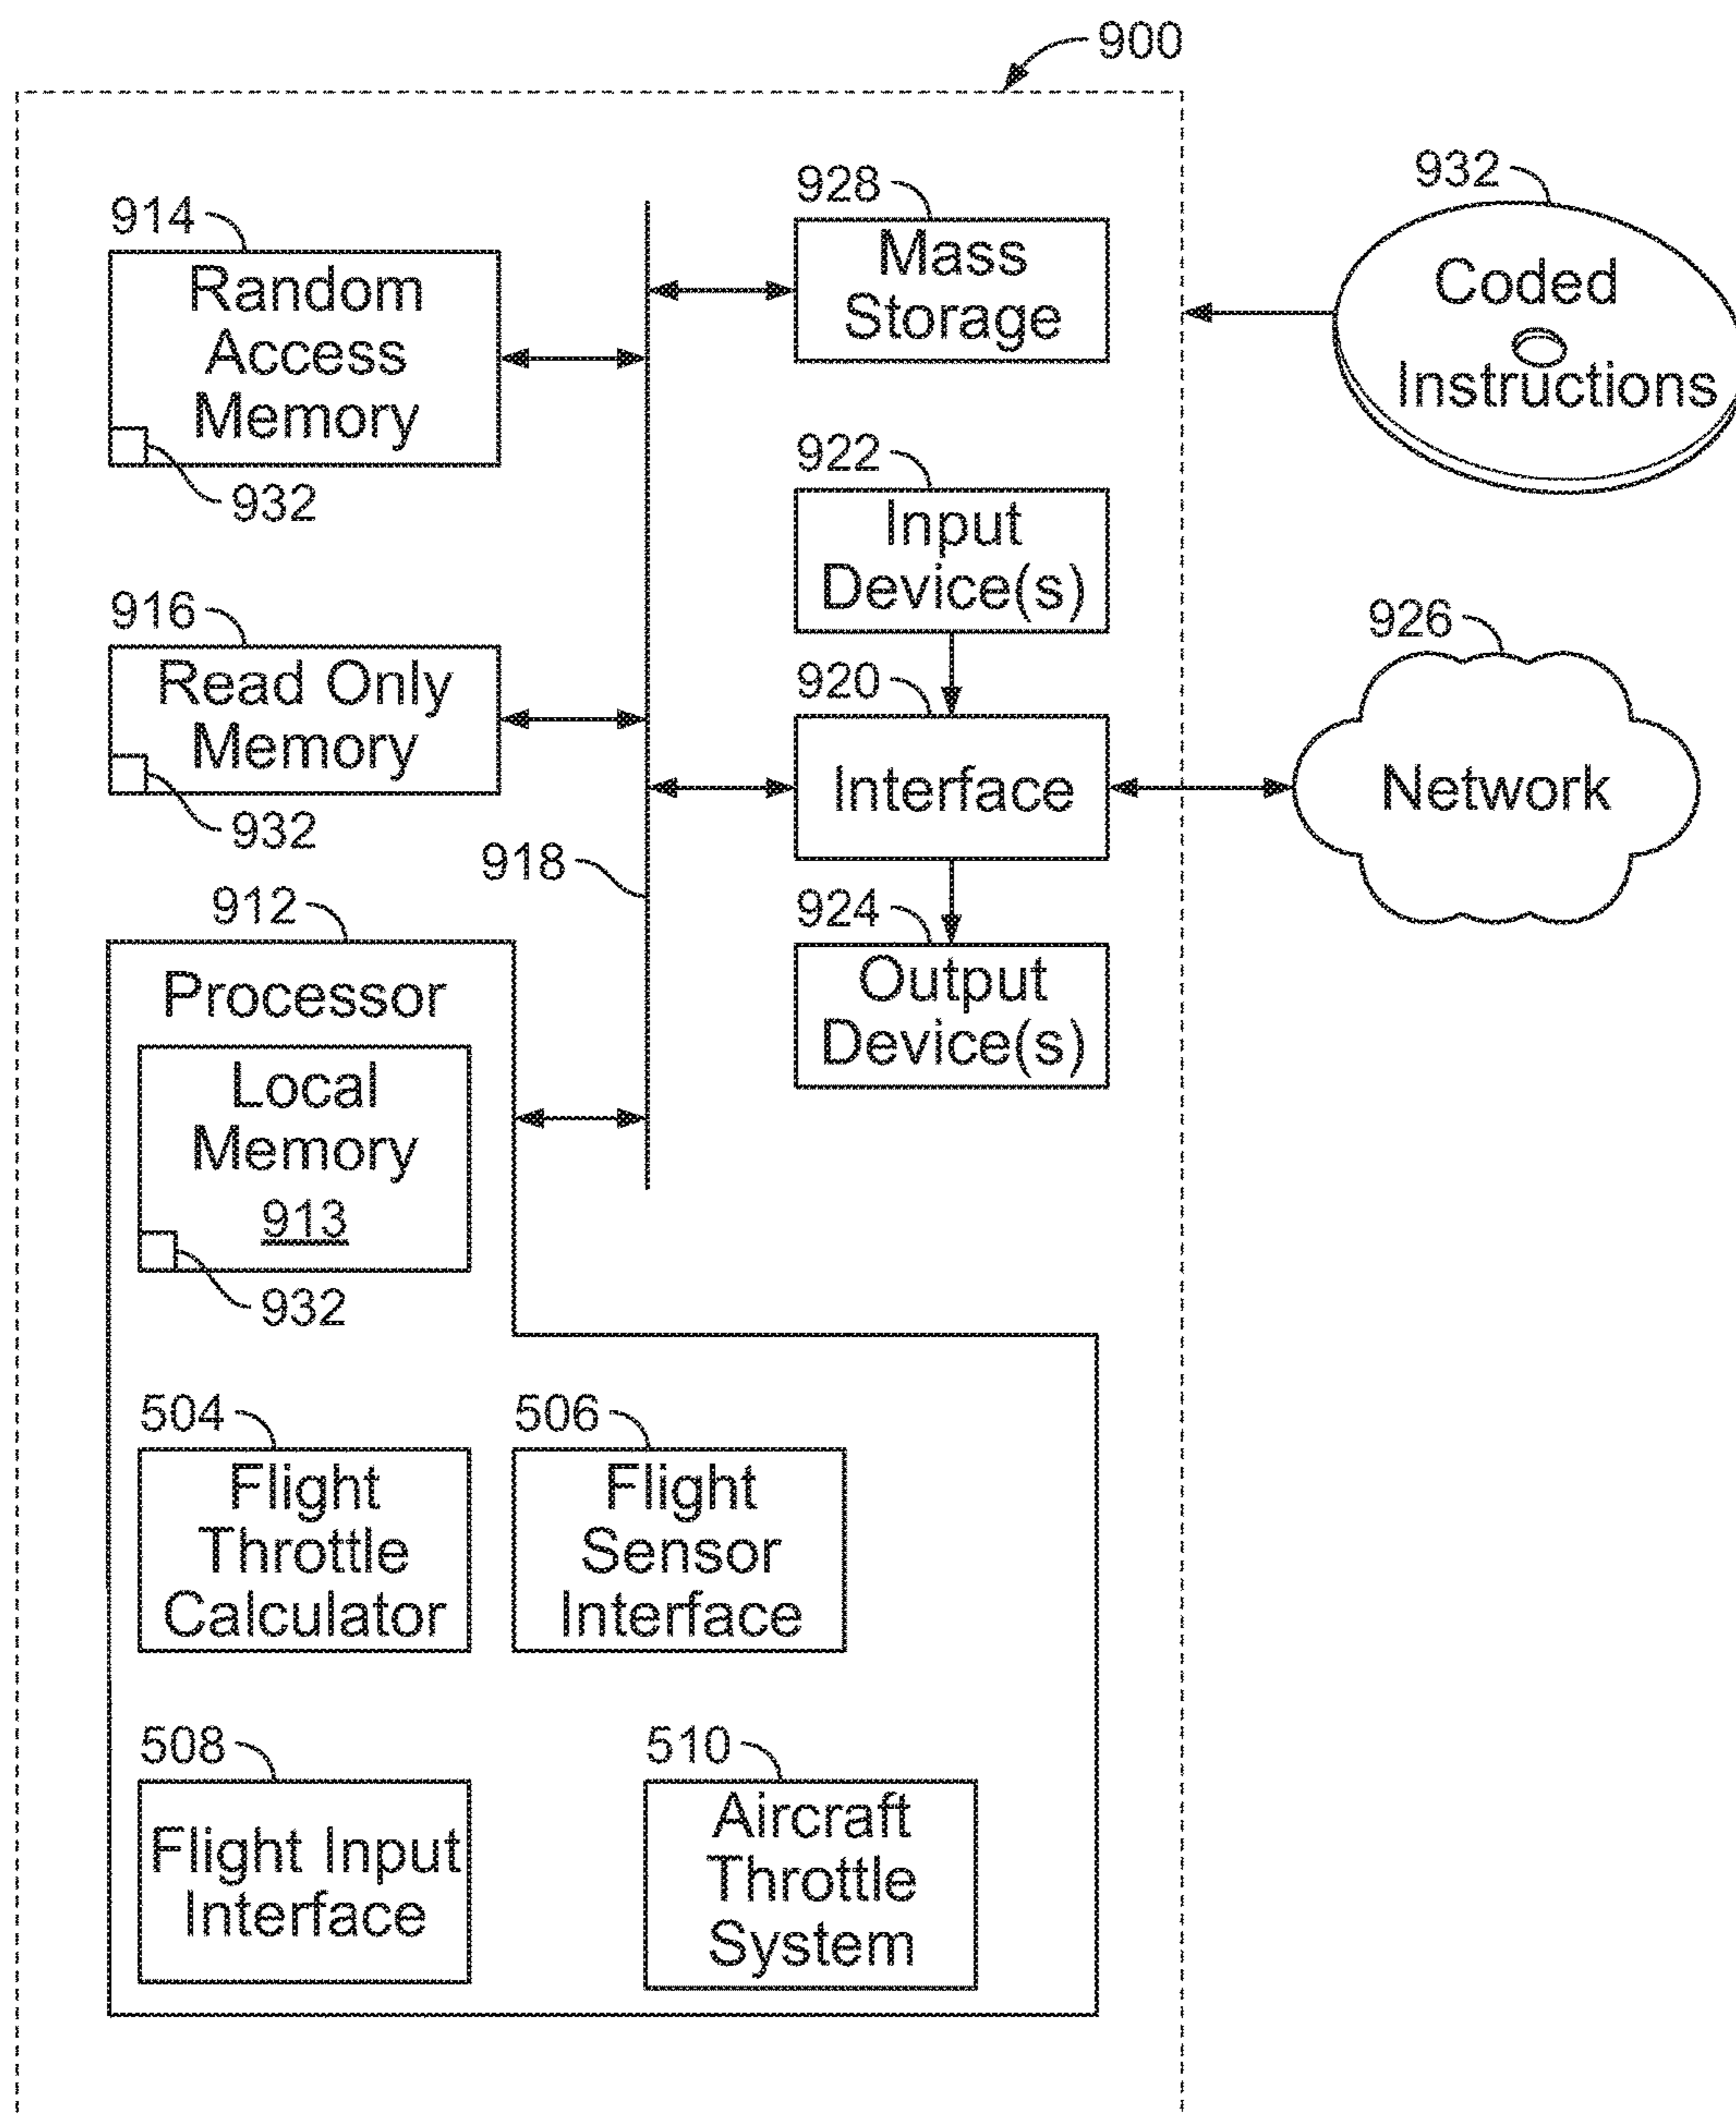 900
914
Random
Access
Memory
932
916
Read Only
Memory
932
918
912
Processor
Local
Memory
913
932
504
Flight
Throttle
Calculator
506
Flight
Sensor
Interface
508
Flight Input
Interface
510
Aircraft
Throttle
System
928
Mass
Storage
922
Input
Device(s)
920
Interface
924
Output
Device(s)
932
Coded
Instructions
926
Network